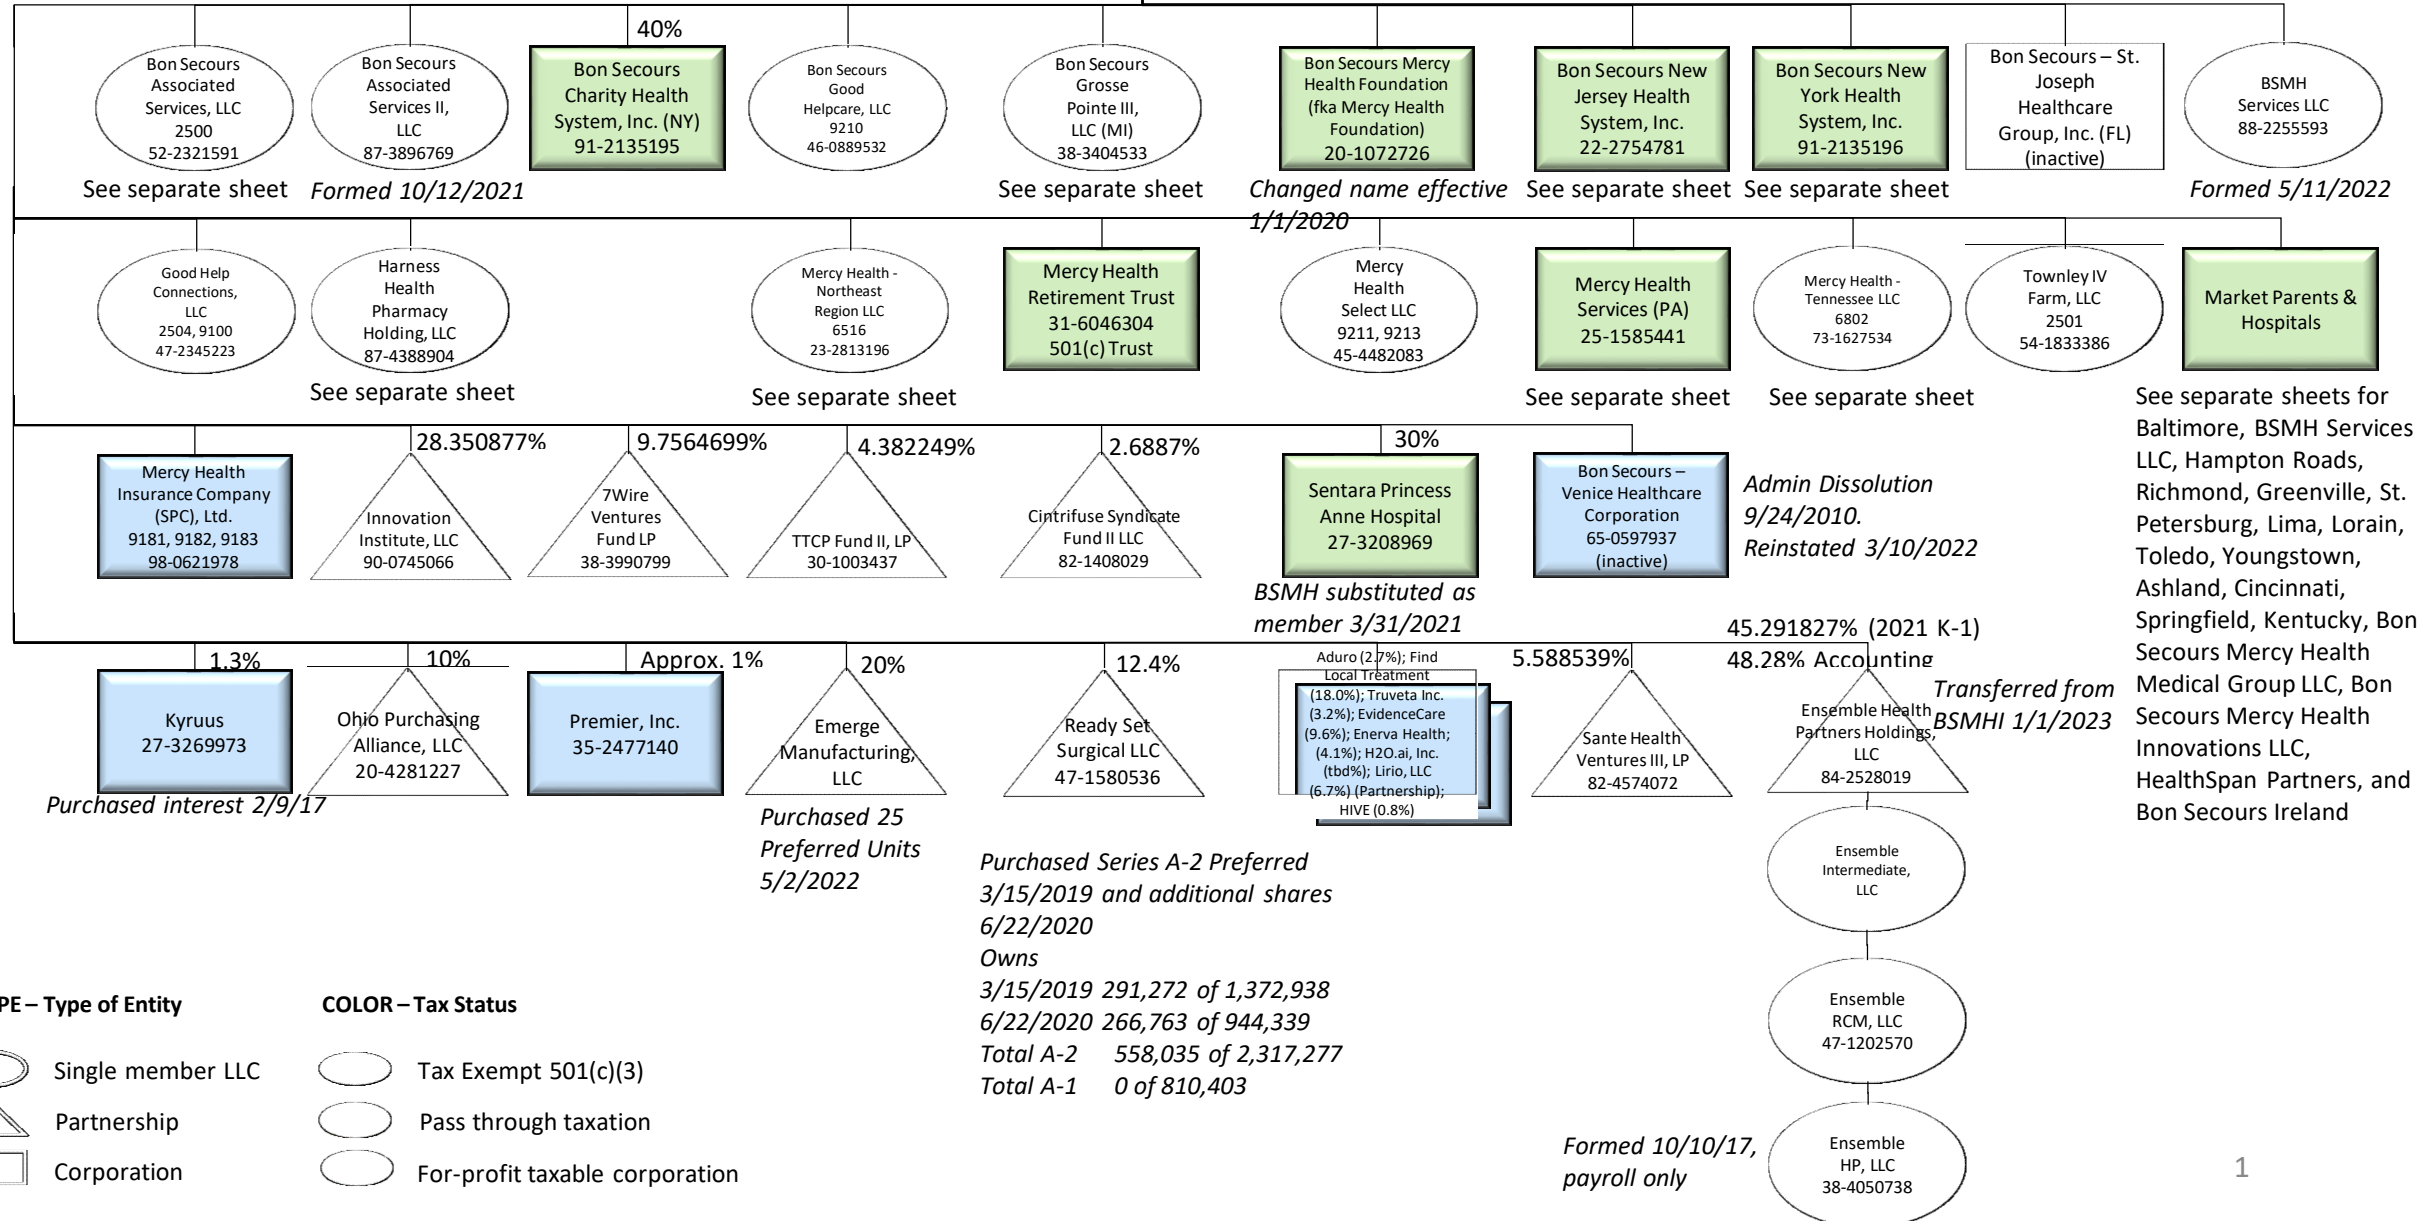 40%
Bon Secours
Associated
Services, LLC
2500
52-2321591
See separate sheet
Bon Secours
Associated
Services II,
LLC
87-3896769
Formed 10/12/2021
Bon Secours
Charity Health
System, Inc. (NY)
91-2135195
Bon Secours
Good
Helpcare, LLC
9210
46-0889532
Bon Secours
Grosse
Pointe III,
LLC (MI)
38-3404533
See separate sheet
Bon Secours Mercy
Health Foundation
(fka Mercy Health
Foundation)
20-1072726
Changed name effective
1/1/2020
Bon Secours New
Jersey Health
System, Inc.
22-2754781
See separate sheet
Bon Secours New
York Health
System, Inc.
91-2135196
See separate sheet
Bon Secours – St.
Joseph
Healthcare
Group, Inc. (FL)
(inactive)
BSMH
Services LLC
88-2255593
Formed 5/11/2022
Good Help
Connections,
LLC
2504, 9100
47-2345223
Harness
Health
Pharmacy
Holding, LLC
87-4388904
See separate sheet
Mercy Health -
Northeast
Region LLC
6516
23-2813196
See separate sheet
Mercy Health
Retirement Trust
31-6046304
501(c) Trust
Mercy
Health
Select LLC
9211, 9213
45-4482083
Mercy Health
Services (PA)
25-1585441
See separate sheet
Mercy Health -
Tennessee LLC
6802
73-1627534
See separate sheet
Townley IV
Farm, LLC
2501
54-1833386
Market Parents &
Hospitals
See separate sheets for
Baltimore, BSMH Services
LLC, Hampton Roads,
Richmond, Greenville, St.
Petersburg, Lima, Lorain,
Toledo, Youngstown,
Ashland, Cincinnati,
Springfield, Kentucky, Bon
Secours Mercy Health
Medical Group LLC, Bon
Secours Mercy Health
Innovations LLC,
HealthSpan Partners, and
Bon Secours Ireland
Mercy Health
Insurance Company
(SPC), Ltd.
9181, 9182, 9183
98-0621978
28.350877%
Innovation
Institute, LLC
90-0745066
9.7564699%
7Wire
Ventures
Fund LP
38-3990799
4.382249%
TTCP Fund II, LP
30-1003437
2.6887%
Cintrifuse Syndicate
Fund II LLC
82-1408029
30%
Sentara Princess
Anne Hospital
27-3208969
BSMH substituted as
member 3/31/2021
Bon Secours –
Venice Healthcare
Corporation
65-0597937
(inactive)
Admin Dissolution
9/24/2010.
Reinstated 3/10/2022
1.3%
Kyruus
27-3269973
Purchased interest 2/9/17
10%
Ohio Purchasing
Alliance, LLC
20-4281227
Approx. 1%
Premier, Inc.
35-2477140
20%
Emerge
Manufacturing,
LLC
Purchased 25
Preferred Units
5/2/2022
12.4%
Ready Set
Surgical LLC
47-1580536
Purchased Series A-2 Preferred
3/15/2019 and additional shares
6/22/2020
Owns
3/15/2019 291,272 of 1,372,938
6/22/2020 266,763 of 944,339
Total A-2 558,035 of 2,317,277
Total A-1 0 of 810,403
Aduro (2.7%); Find
Local Treatment
(18.0%); Truveta Inc.
(3.2%); EvidenceCare
(9.6%); Enerva Health;
(4.1%); H2O.ai, Inc.
(tbd%); Lirio, LLC
(6.7%) (Partnership);
HIVE (0.8%)
5.588539%
Sante Health
Ventures III, LP
82-4574072
45.291827% (2021 K-1)
48.28% Accounting
Ensemble Health
Partners Holdings,
LLC
84-2528019
Transferred from
BSMHI 1/1/2023
Ensemble
Intermediate,
LLC
Ensemble
RCM, LLC
47-1202570
Formed 10/10/17,
payroll only
Ensemble
HP, LLC
38-4050738
PE – Type of Entity
Single member LLC
Partnership
Corporation
COLOR – Tax Status
Tax Exempt 501(c)(3)
Pass through taxation
For-profit taxable corporation
1